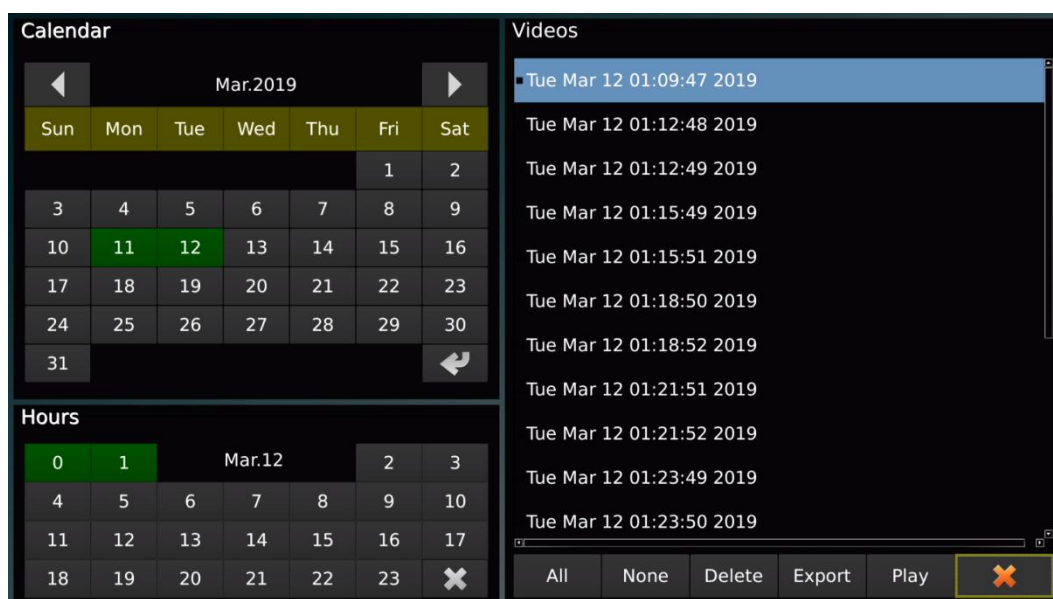 Calendar
Mar.2019
Sun Mon Tue Wed Thu Fri Sat
1 2
3 4 5 6 7 8 9
10 11 12 13 14 15 16
17 18 19 20 21 22 23
24 25 26 27 28 29 30
31
Hours
0 1 Mar.12 2 3
4 5 6 7 8 9 10
11 12 13 14 15 16 17
18 19 20 21 22 23
Videos
Tue Mar 12 01:09:47 2019
Tue Mar 12 01:12:48 2019
Tue Mar 12 01:12:49 2019
Tue Mar 12 01:15:49 2019
Tue Mar 12 01:15:51 2019
Tue Mar 12 01:18:50 2019
Tue Mar 12 01:18:52 2019
Tue Mar 12 01:21:51 2019
Tue Mar 12 01:21:52 2019
Tue Mar 12 01:23:49 2019
Tue Mar 12 01:23:50 2019
All None Delete Export Play